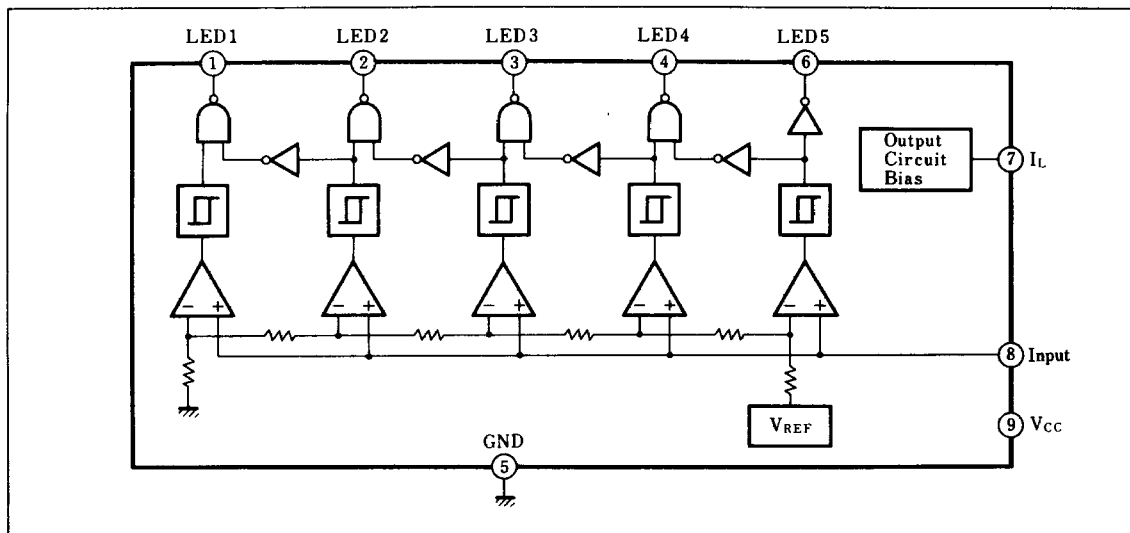 LED1 LED2 LED3 LED4 LED5
1 2 3 4 6
Output
Circuit
Bias
7 IL
- + - + - + - + - +
8 Input
VREF
9 VCC
GND
5